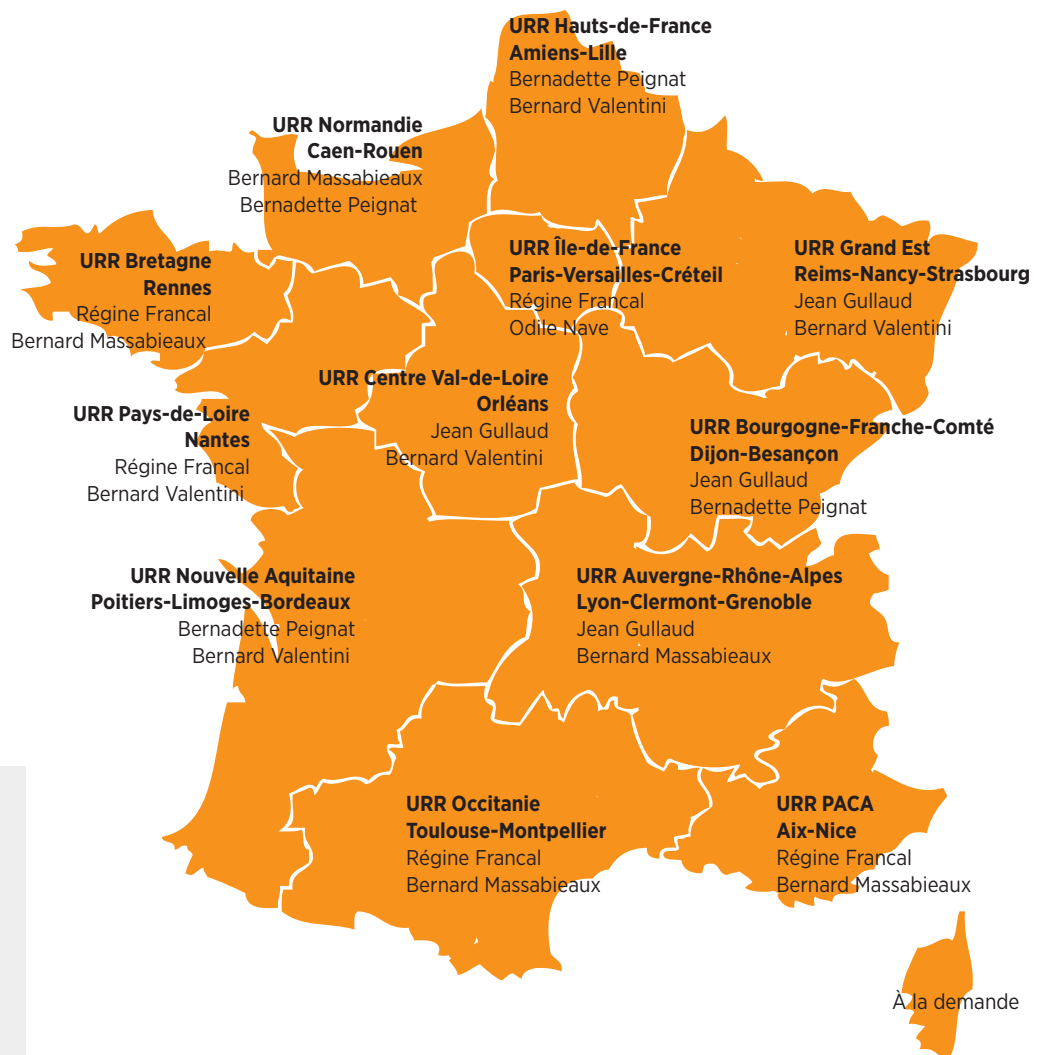 URR Hauts-de-France
Amiens-Lille
Bernadette Peignat
Bernard Valentini
URR Normandie
Caen-Rouen
Bernard Massabieaux
Bernadette Peignat
URR Bretagne
Rennes
Régine Francal
Bernard Massabieaux
URR Île-de-France
Paris-Versailles-Créteil
Régine Francal
Odile Nave
URR Grand Est
Reims-Nancy-Strasbourg
Jean Gullaud
Bernard Valentini
URR Centre Val-de-Loire
Orléans
Jean Gullaud
Bernard Valentini
URR Pays-de-Loire
Nantes
Régine Francal
Bernard Valentini
URR Bourgogne-Franche-Comté
Dijon-Besançon
Jean Gullaud
Bernadette Peignat
URR Nouvelle Aquitaine
Poitiers-Limoges-Bordeaux
Bernadette Peignat
Bernard Valentini
URR Auvergne-Rhône-Alpes
Lyon-Clermont-Grenoble
Jean Gullaud
Bernard Massabieaux
URR Occitanie
Toulouse-Montpellier
Régine Francal
Bernard Massabieaux
URR PACA
Aix-Nice
Régine Francal
Bernard Massabieaux
À la demande